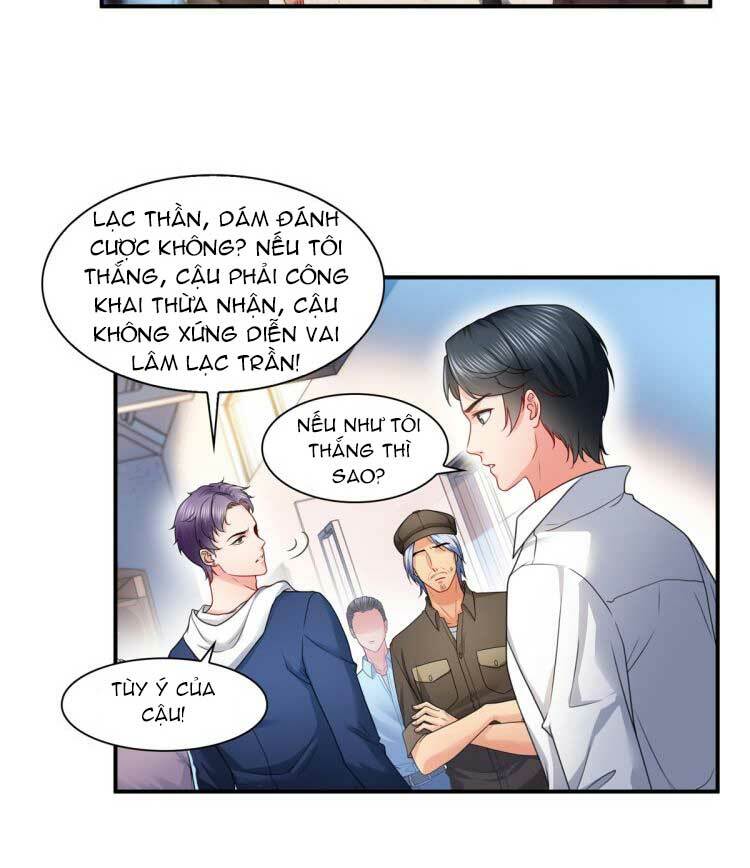 LẠC THẦN, DÁM ĐÁNH
CƯỢC KHÔNG? NẾU TÔI
THẮNG, CẬU PHẢI CÔNG
KHAI THỪA NHẬN, CẬU
KHÔNG XỨNG DIỄN VAI
LÂM LẠC TRẦN!
NẾU NHƯ TÔI
THẮNG THÌ
SAO?
TÙY Ý CỦA
CẬU!